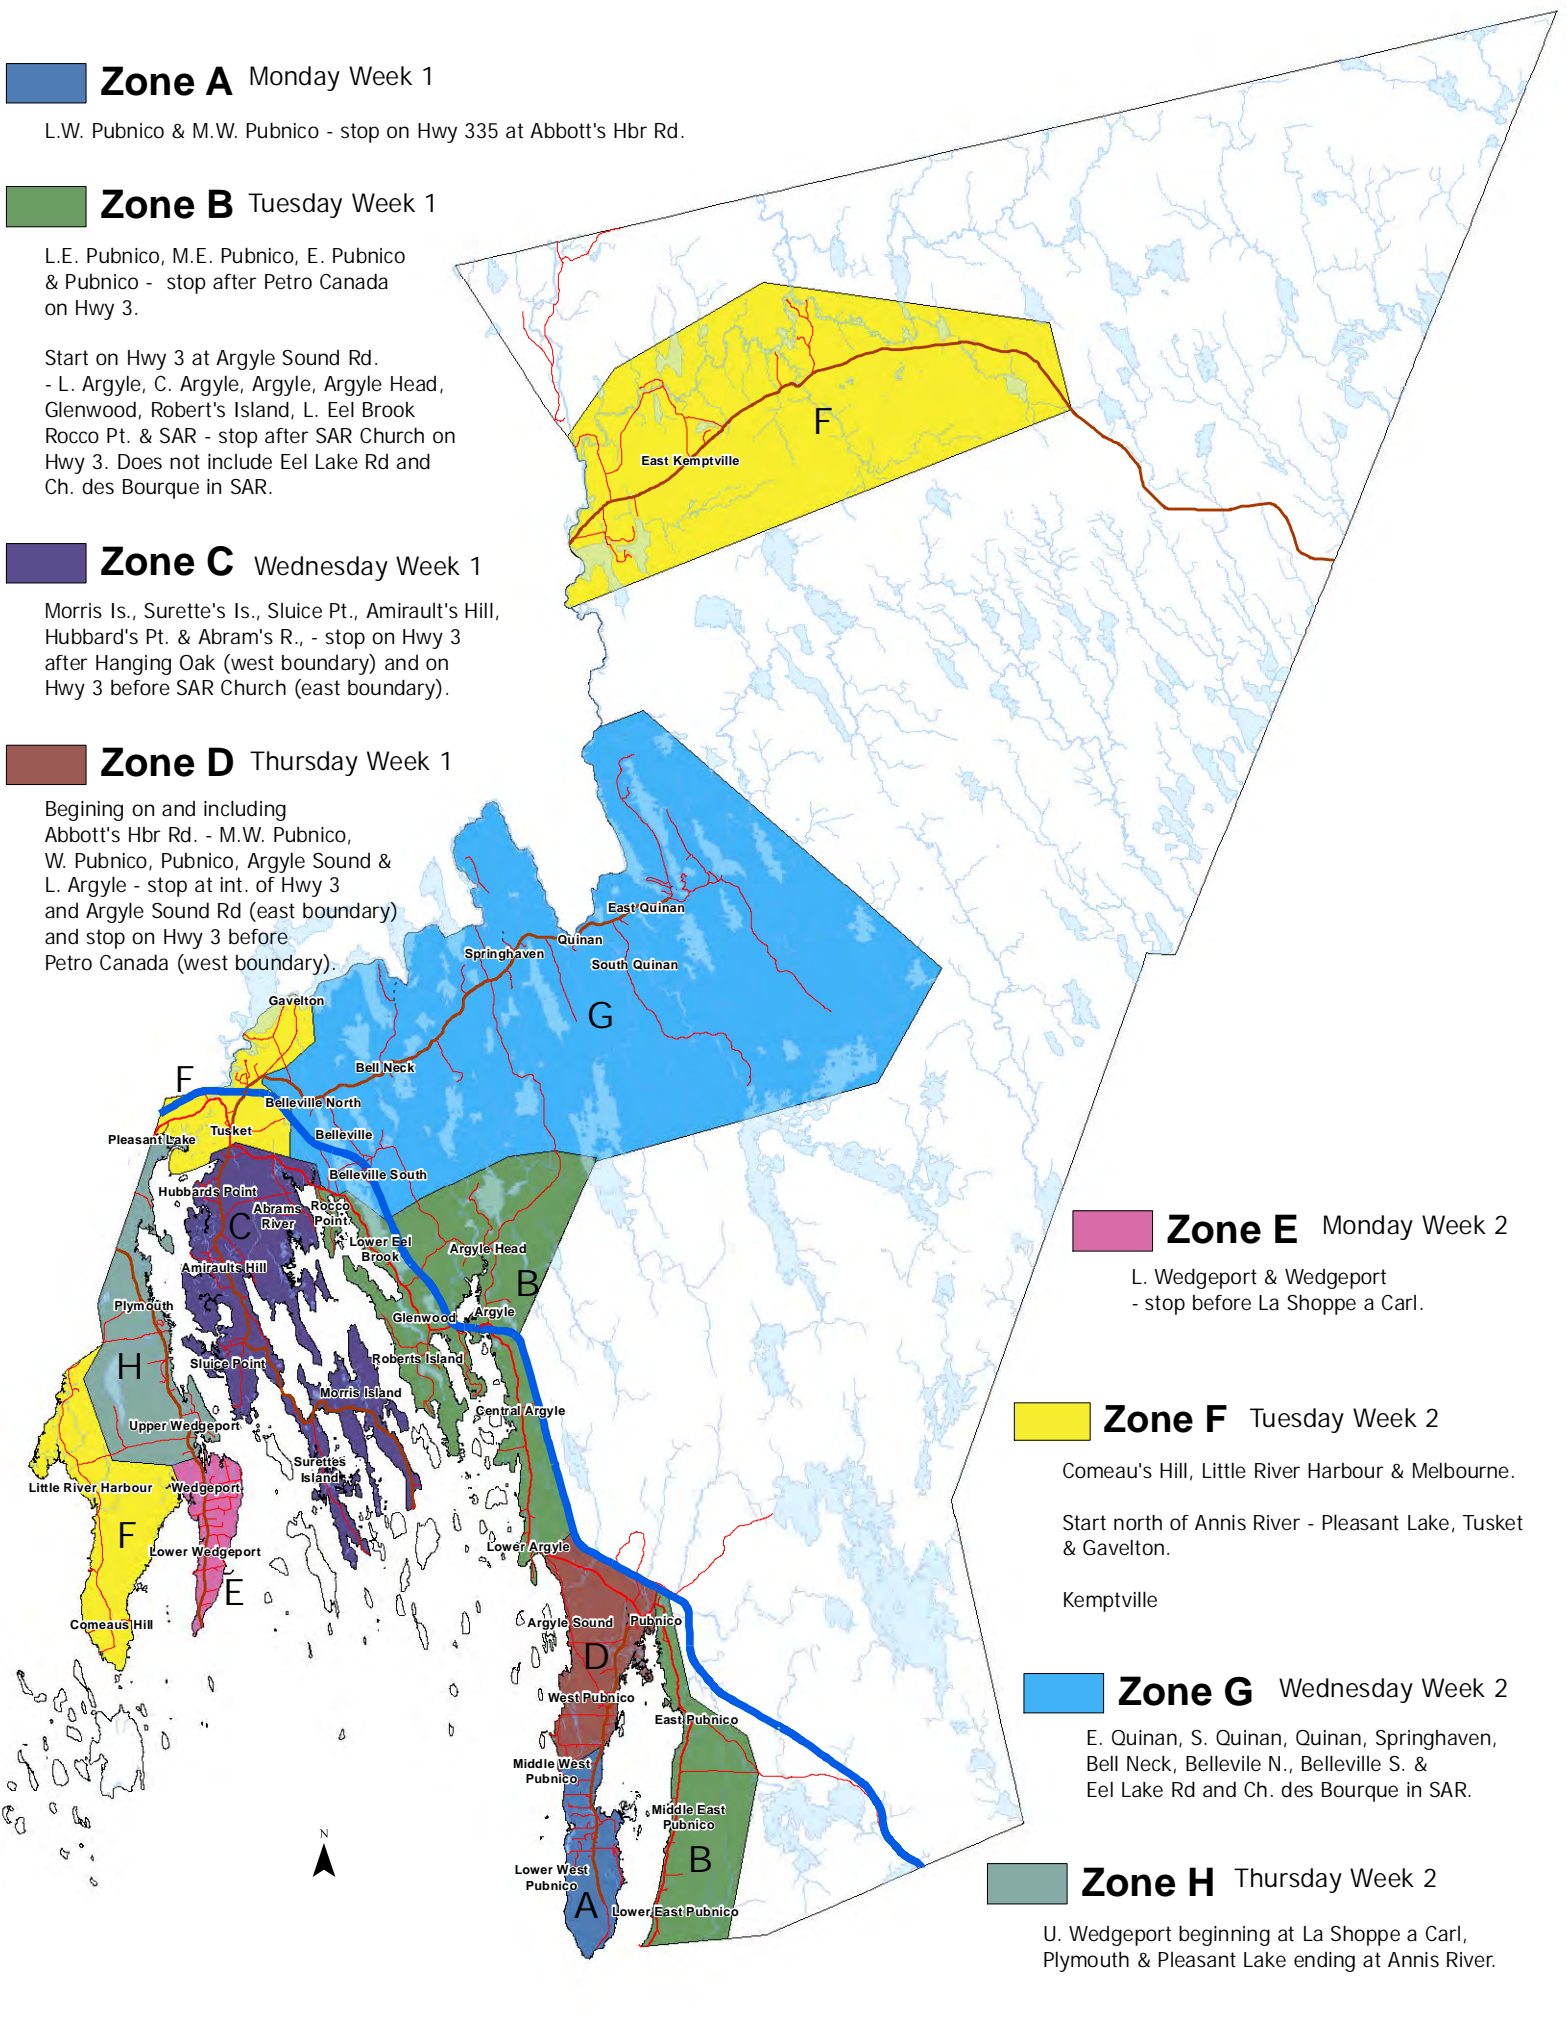 Zone A Monday Week 1
L.W. Pubnico & M.W. Pubnico - stop on Hwy 335 at Abbott's Hbr Rd.
Zone B Tuesday Week 1
L.E. Pubnico, M.E. Pubnico, E. Pubnico
& Pubnico - stop after Petro Canada
on Hwy 3.
Start on Hwy 3 at Argyle Sound Rd.
- L. Argyle, C. Argyle, Argyle, Argyle Head,
Glenwood, Robert's Island, L. Eel Brook
Rocco Pt. & SAR - stop after SAR Church on
Hwy 3. Does not include Eel Lake Rd and
Ch. des Bourque in SAR.
Zone C Wednesday Week 1
Morris Is., Surette's Is., Sluice Pt., Amirault's Hill,
Hubbard's Pt. & Abram's R., - stop on Hwy 3
after Hanging Oak (west boundary) and on
Hwy 3 before SAR Church (east boundary).
Zone D Thursday Week 1
Begining on and including
Abbott's Hbr Rd. - M.W. Pubnico,
W. Pubnico, Pubnico, Argyle Sound &
L. Argyle - stop at int. of Hwy 3
and Argyle Sound Rd (east boundary)
and stop on Hwy 3 before
Petro Canada (west boundary).
F
East Kemptville
East Quinan
Quinan
Springhaven
South Quinan
G
Gavelton
Bell Neck
F
Belleville North
Tusket
Belleville
Pleasant Lake
Belleville South
Hubbards Point
Abrams
River
Rocco
Point
C
Lower Eel
Brook
Argyle Head
Amiraults Hill
B
Plymouth
Glenwood
Argyle
H
Sluice Point
Roberts Island
Morris Island
Central Argyle
Upper Wedgeport
Surettes
Island
Little River Harbour
Wedgeport
F
Lower Wedgeport
Lower Argyle
E
Comeaus Hill
Argyle Sound
Pubnico
D
West Pubnico
East Pubnico
Middle West
Pubnico
Middle East
Pubnico
B
Lower West
Pubnico
A
Lower East Pubnico
N
Zone E Monday Week 2
L. Wedgeport & Wedgeport
- stop before La Shoppe a Carl.
Zone F Tuesday Week 2
Comeau's Hill, Little River Harbour & Melbourne.
Start north of Annis River - Pleasant Lake, Tusket
& Gavelton.
Kemptville
Zone G Wednesday Week 2
E. Quinan, S. Quinan, Quinan, Springhaven,
Bell Neck, Bellevile N., Belleville S. &
Eel Lake Rd and Ch. des Bourque in SAR.
Zone H Thursday Week 2
U. Wedgeport beginning at La Shoppe a Carl,
Plymouth & Pleasant Lake ending at Annis River.